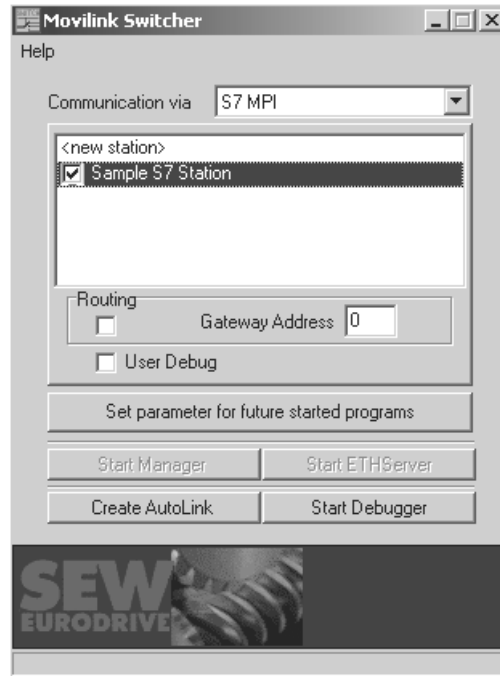 Movilink Switcher
Help
Communication via S7 MPI
<new station>
Sample S7 Station
Routing
Gateway Address 0
User Debug
Set parameter for future started programs
Start Manager Start ETHServer
Create AutoLink Start Debugger
SEW
EURODRIVE